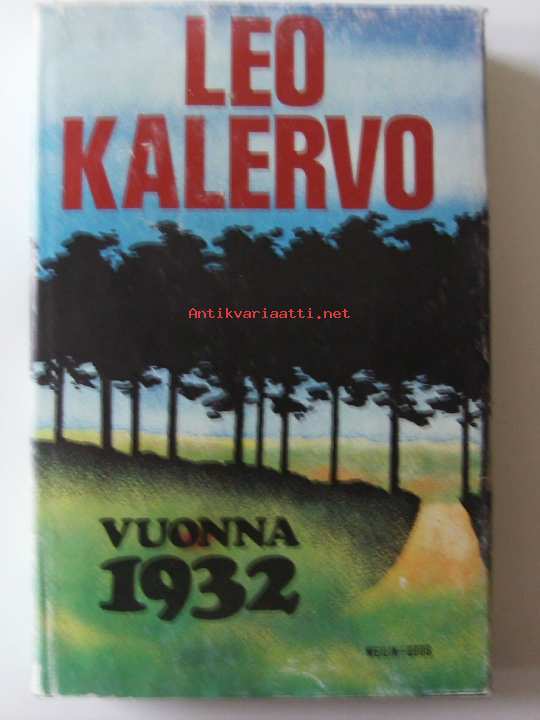 LEO
KALERVO
Antikvariaatti.net
VUONNA
1932
WEILIN+GÖÖS